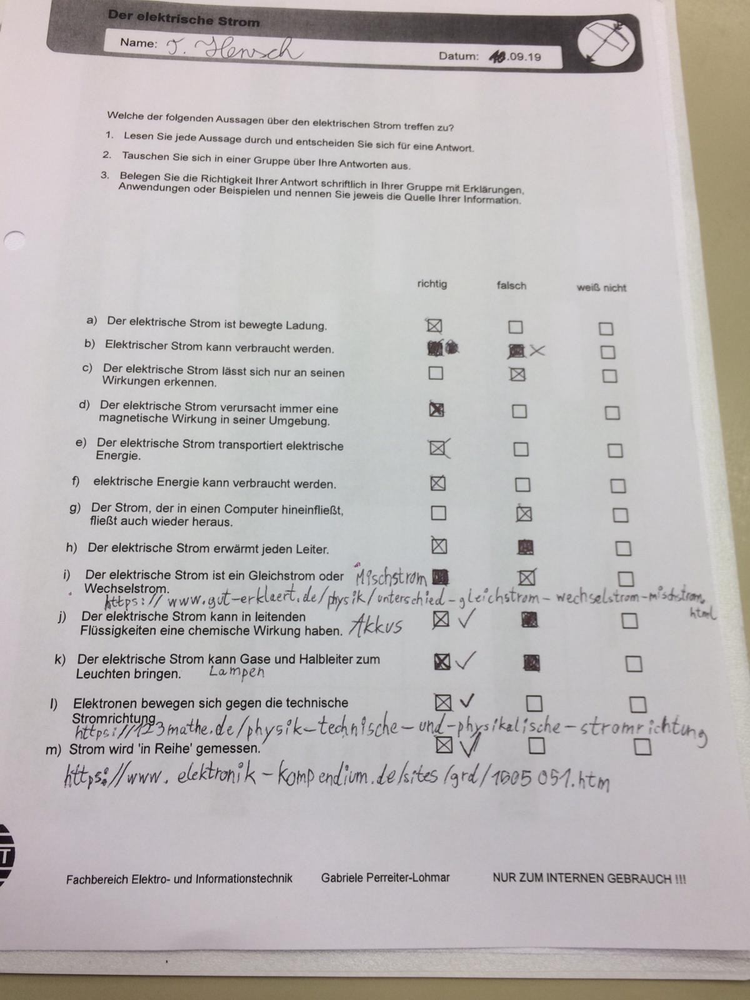 Der elektrische Strom
Name: T. Hensch
Datum: 10.09.19
Welche der folgenden Aussagen über den elektrischen Strom treffen zu?
1. Lesen Sie jede Aussage durch und entscheiden Sie sich für eine Antwort.
2. Tauschen Sie sich in einer Gruppe über Ihre Antworten aus.
3. Belegen Sie die Richtigkeit Ihrer Antwort schriftlich in Ihrer Gruppe mit Erklärungen,
Anwendungen oder Beispielen und nennen Sie jeweis die Quelle Ihrer Information.
richtig falsch weiß nicht
a) Der elektrische Strom ist bewegte Ladung.
b) Elektrischer Strom kann verbraucht werden.
c) Der elektrische Strom lässt sich nur an seinen
Wirkungen erkennen.
d) Der elektrische Strom verursacht immer eine
magnetische Wirkung in seiner Umgebung.
e) Der elektrische Strom transportiert elektrische
Energie.
f) elektrische Energie kann verbraucht werden.
g) Der Strom, der in einen Computer hineinfließt,
fließt auch wieder heraus.
h) Der elektrische Strom erwärmt jeden Leiter.
i) Der elektrische Strom ist ein Gleichstrom oder Mischstrom
Wechselstrom.
https://www.gut-erklaert.de/physik/unterschied-gleichstrom-wechselstrom-mischstrom.
html
j) Der elektrische Strom kann in leitenden
Flüssigkeiten eine chemische Wirkung haben. Akkus
k) Der elektrische Strom kann Gase und Halbleiter zum
Leuchten bringen. Lampen
l) Elektronen bewegen sich gegen die technische
Stromrichtung
https://123mathe.de/physik-technische-und-physikalische-stromrichtung
m) Strom wird 'in Reihe' gemessen.
https://www.elektronik-kompendium.de/sites/grd/1505051.htm
T
Fachbereich Elektro- und Informationstechnik Gabriele Perreiter-Lohmar NUR ZUM INTERNEN GEBRAUCH !!!